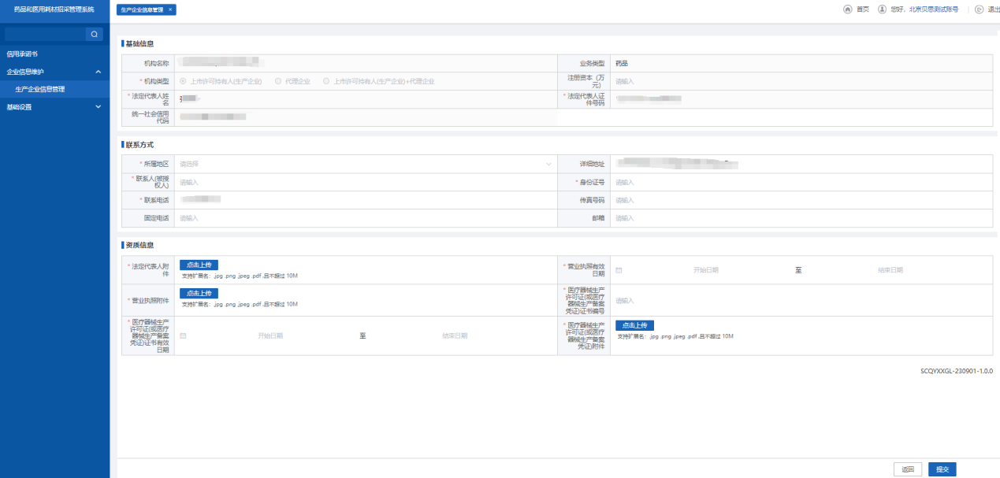 药品和医用耗材招采管理系统
生产企业信息管理 ×
首页
您好, 北京贝思测试账号
退出
信用承诺书
企业信息维护
生产企业信息管理
基础设置
基础信息
机构名称
业务类型 药品
* 机构类型 上市许可持有人(生产企业) 代理企业 上市许可持有人(生产企业)+代理企业
注册资本（万
元) 请输入
* 法定代表人姓
名
* 法定代表人证
件号码
统一社会信用
代码
联系方式
* 所属地区 请选择
详细地址
* 联系人(被授
权人) 请输入
* 身份证号 请输入
* 联系电话
传真号码 请输入
固定电话 请输入
邮箱 请输入
资质信息
* 法定代表人附
件
点击上传
支持扩展名：.jpg .png .jpeg .pdf ,且不超过 10M
* 营业执照有效
日期
开始日期 至 结束日期
* 营业执照附件
点击上传
支持扩展名：.jpg .png .jpeg .pdf ,且不超过 10M
* 医疗器械生产
许可证(或医疗
器械生产备案
凭证)证书编号
请输入
* 医疗器械生产
许可证(或医疗
器械生产备案
凭证)证书有效
日期
开始日期 至 结束日期
* 医疗器械生产
许可证(或医疗
器械生产备案
凭证)附件
点击上传
支持扩展名：.jpg .png .jpeg .pdf ,且不超过 10M
SCQYXXGL-230901-1.0.0
返回
提交